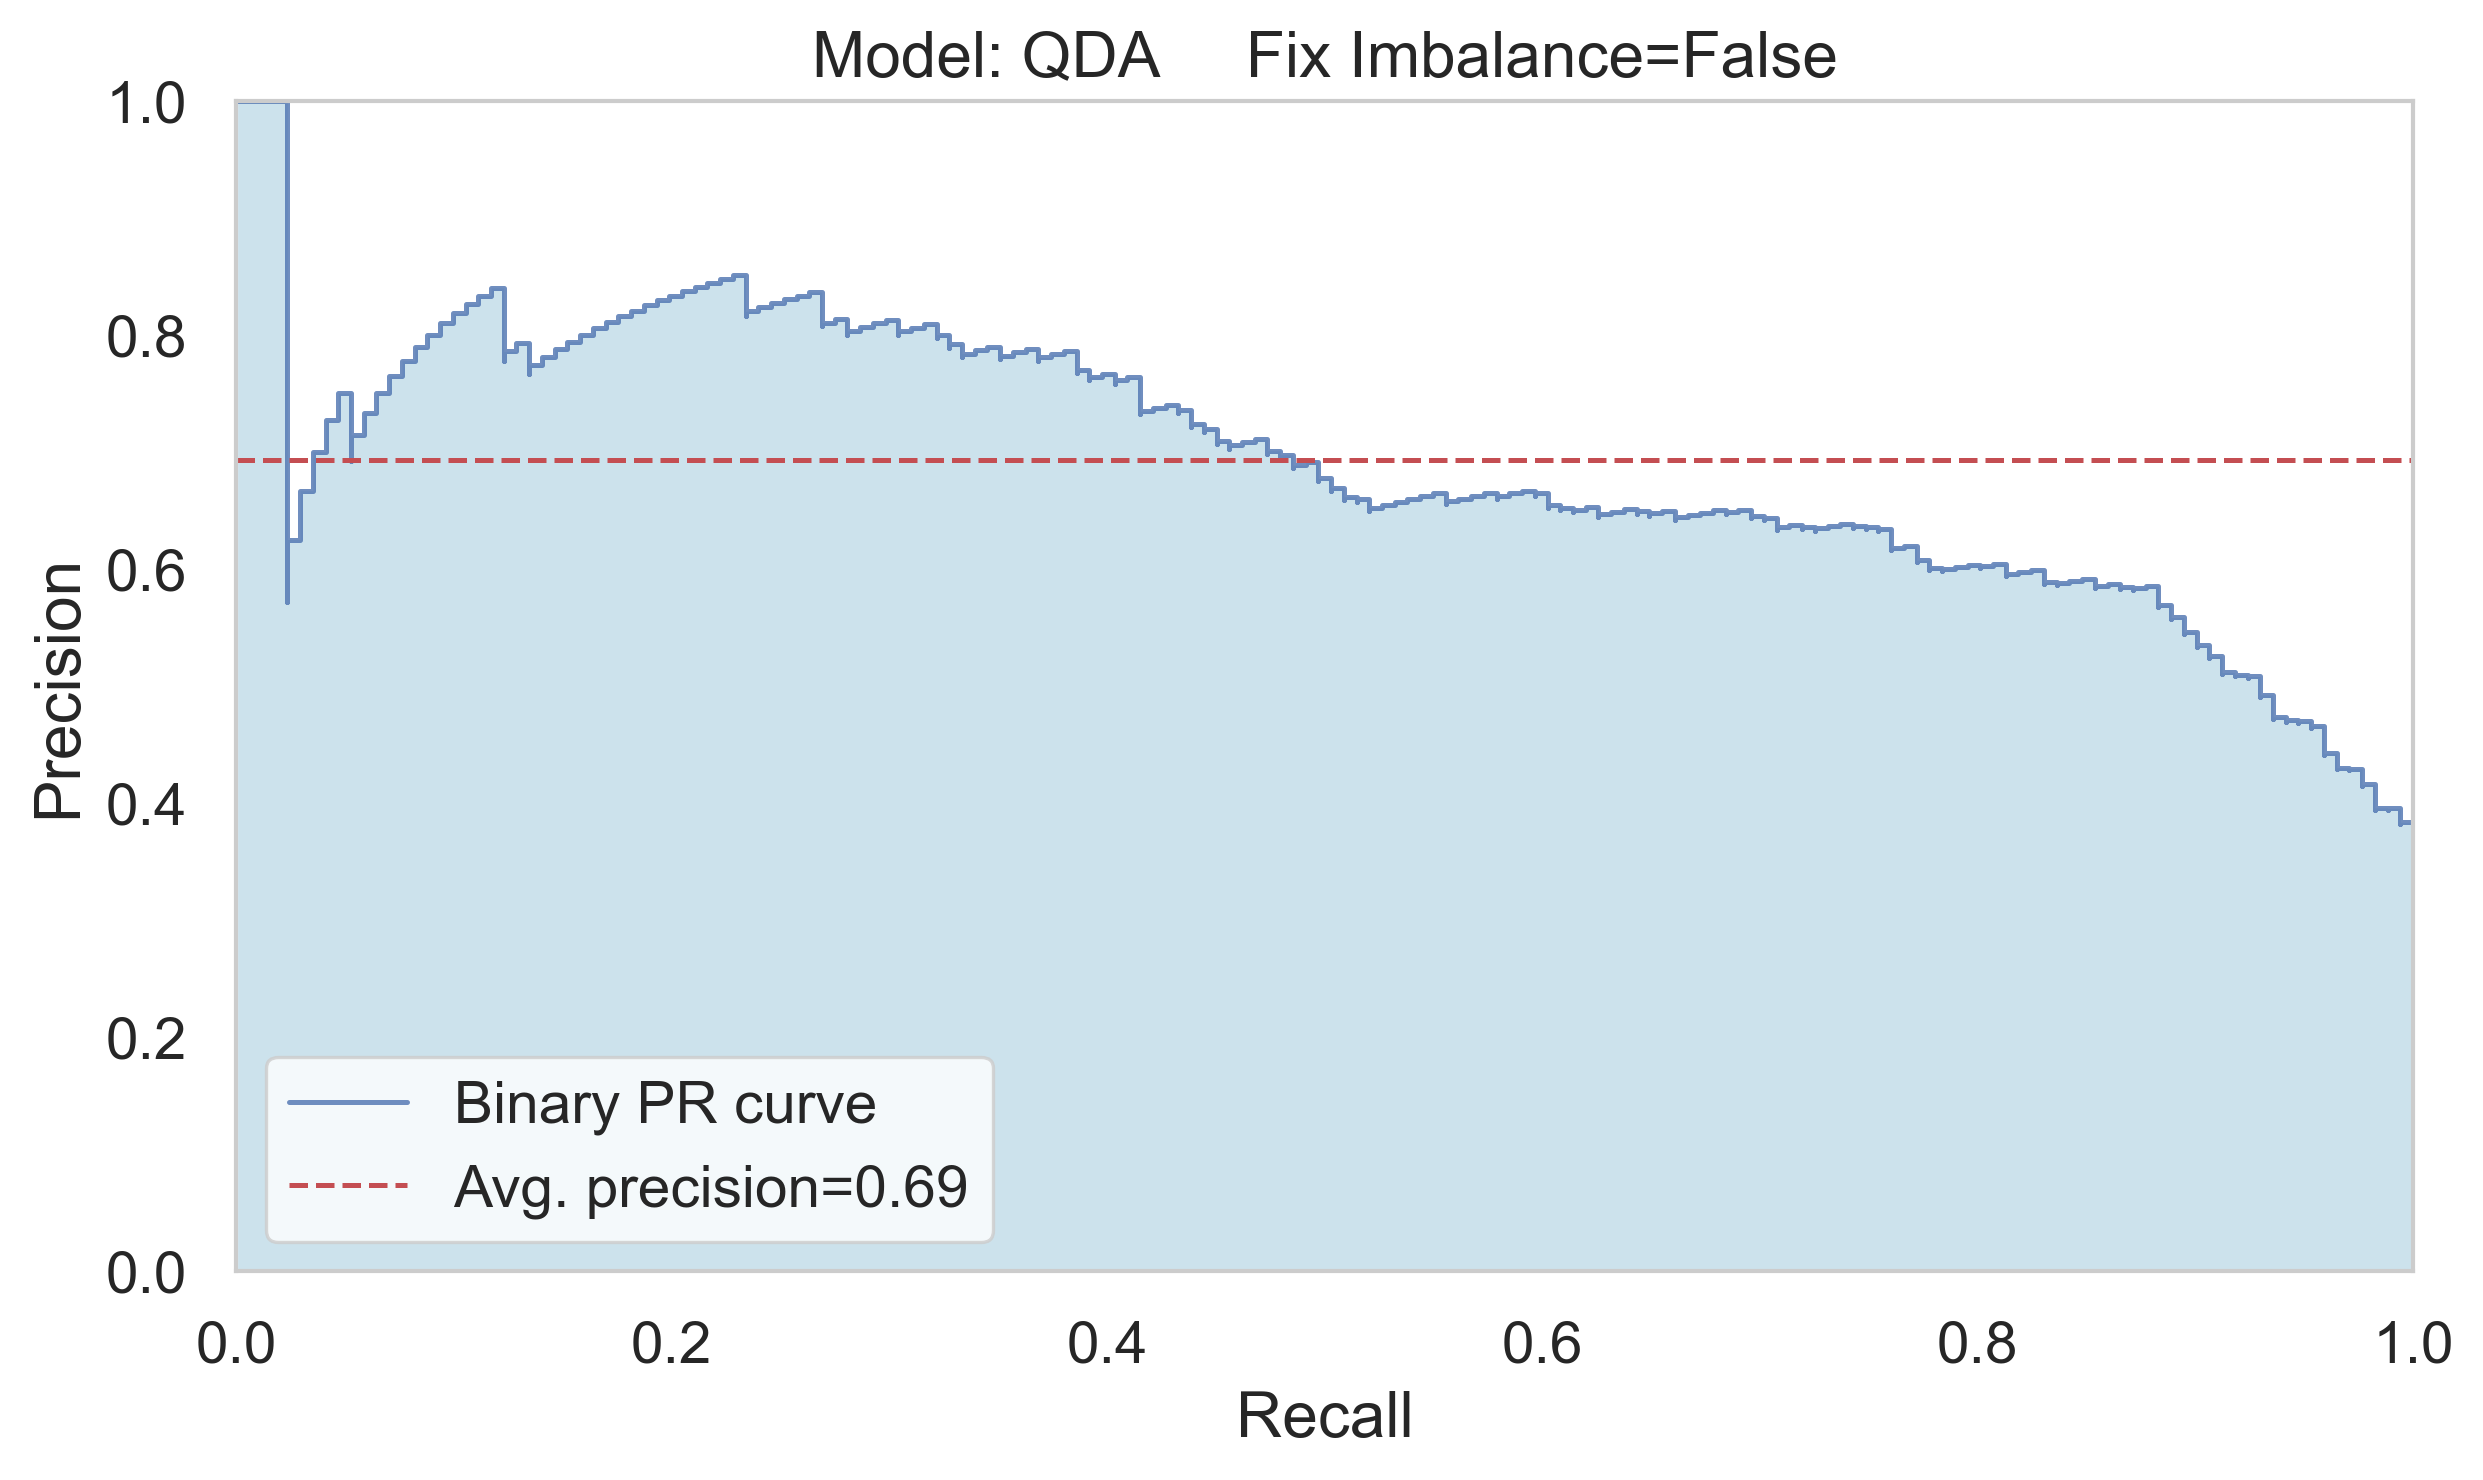 Model: QDA     Fix Imbalance=False
1.0
0.8
0.6
0.4
0.2
0.0
Precision
Binary PR curve
Avg. precision=0.69
0.0 0.2 0.4 0.6 0.8 1.0
Recall